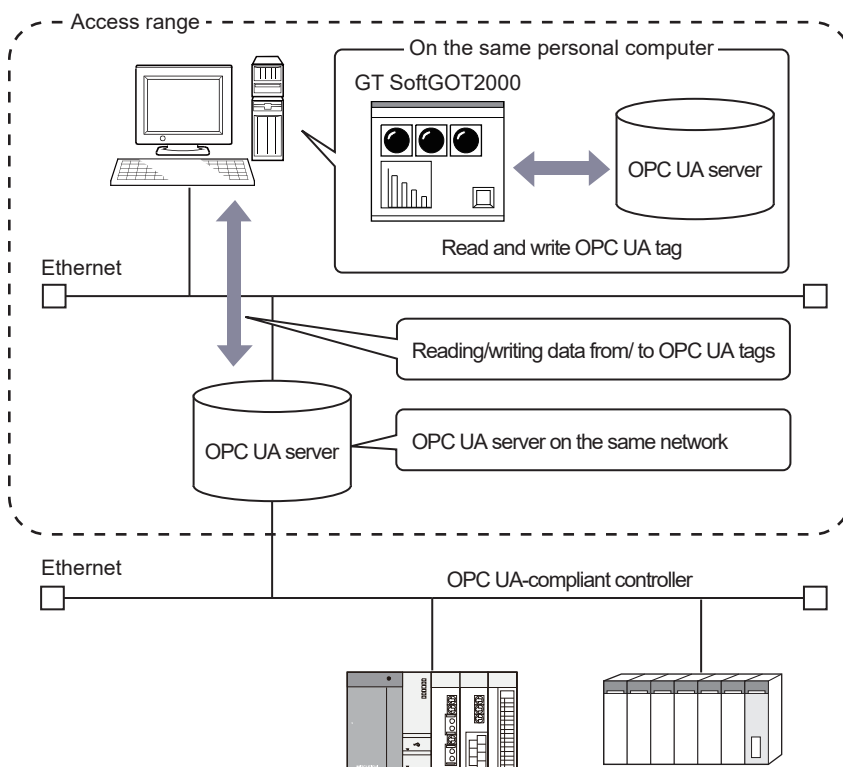 Access range
On the same personal computer
GT SoftGOT2000
OPC UA server
Read and write OPC UA tag
Ethernet
Reading/writing data from/ to OPC UA tags
OPC UA server
OPC UA server on the same network
Ethernet
OPC UA-compliant controller